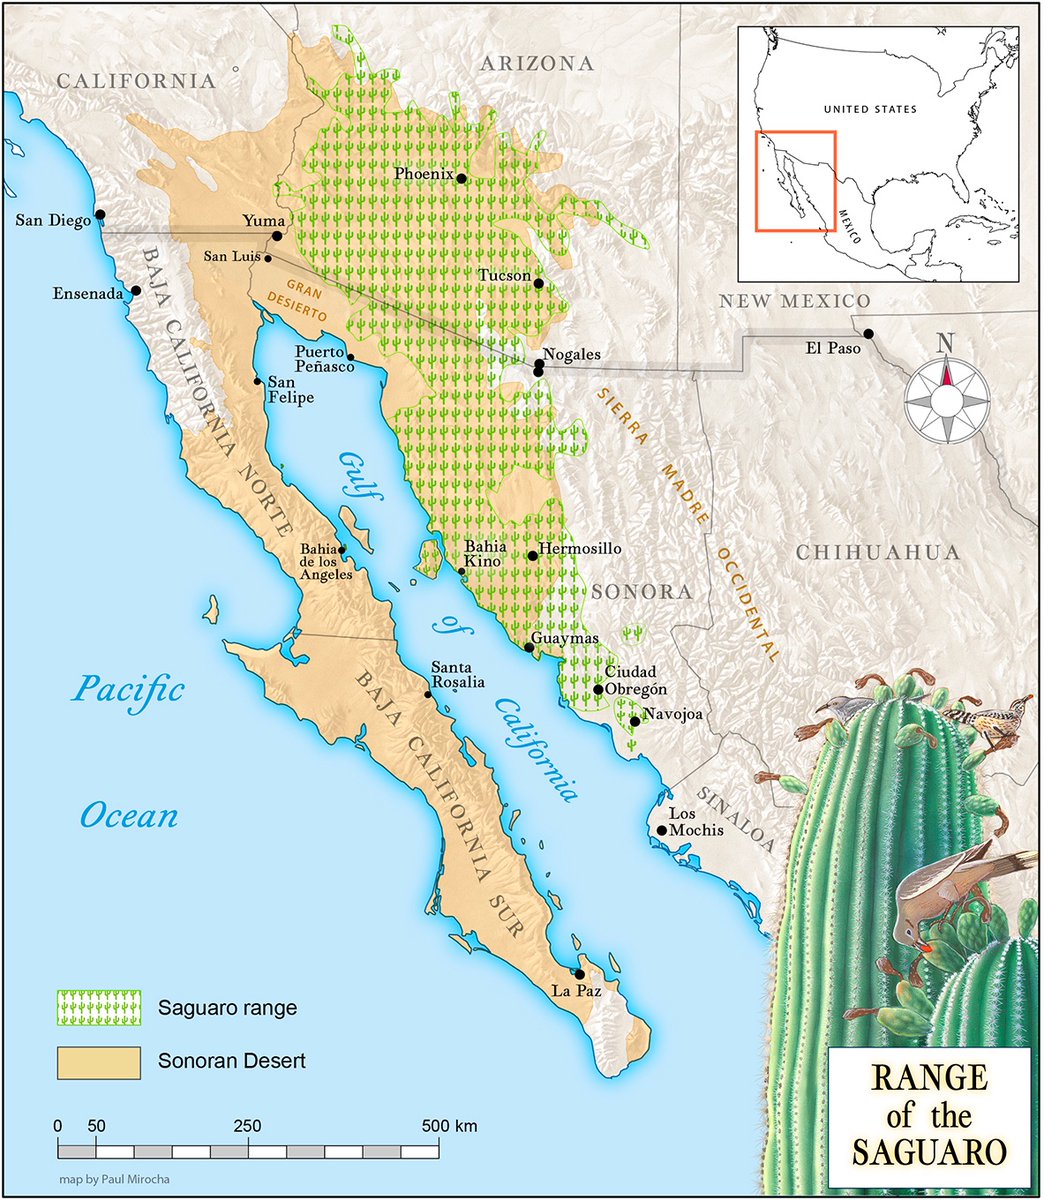 CALIFORNIA
ARIZONA
UNITED STATES
MEXICO
Phoenix
San Diego
Yuma
San Luis
Tucson
Ensenada
GRAN
DESIERTO
NEW MEXICO
El Paso
N
BAJA CALIFORNIA NORTE
Puerto
Peñasco
Nogales
San
Felipe
SIERRA MADRE OCCIDENTAL
Gulf
of
California
Bahia
de los
Angeles
Bahia
Kino
Hermosillo
CHIHUAHUA
SONORA
Guaymas
Santa
Rosalia
Ciudad
Obregón
Navojoa
Pacific
Ocean
BAJA CALIFORNIA SUR
SINALOA
Los
Mochis
La Paz
Saguaro range
Sonoran Desert
0 50 250 500 km
map by Paul Mirocha
RANGE
of the
SAGUARO